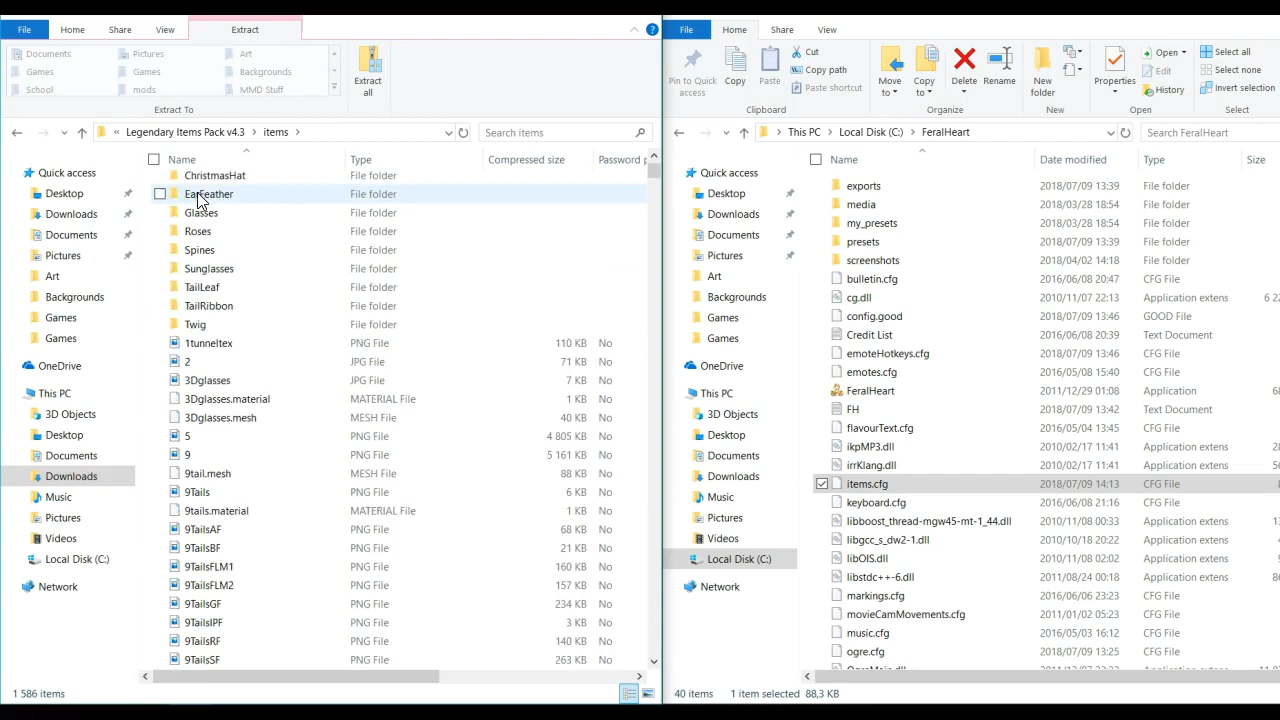 File Home Share View Extract
Documents Pictures Art
Games Games Backgrounds
School mods MMD Stuff
Extract all
Extract To
« Legendary Items Pack v4.3 > items >
Search items
Name Type Compressed size Password p
Quick access
Desktop
Downloads
Documents
Pictures
Art
Backgrounds
Games
Games
OneDrive
This PC
3D Objects
Desktop
Documents
Downloads
Music
Pictures
Videos
Local Disk (C:)
Network
ChristmasHat File folder
EarFeather File folder
Glasses File folder
Roses File folder
Spines File folder
Sunglasses File folder
TailLeaf File folder
TailRibbon File folder
Twig File folder
1tunneltex PNG File 110 KB No
2 JPG File 71 KB No
3Dglasses JPG File 7 KB No
3Dglasses.material MATERIAL File 1 KB No
3Dglasses.mesh MESH File 40 KB No
5 PNG File 4 805 KB No
9 PNG File 5 161 KB No
9tail.mesh MESH File 88 KB No
9Tails PNG File 6 KB No
9tails.material MATERIAL File 1 KB No
9TailsAF PNG File 68 KB No
9TailsBF PNG File 21 KB No
9TailsFLM1 PNG File 160 KB No
9TailsFLM2 PNG File 157 KB No
9TailsGF PNG File 234 KB No
9TailsIPF PNG File 3 KB No
9TailsRF PNG File 140 KB No
9TailsSF PNG File 263 KB No
1 586 items
File Home Share View
Pin to Quick access
Copy
Paste
Cut
Copy path
Paste shortcut
Clipboard
Move to
Copy to
Delete
Rename
Organize
New folder
New
Properties
Open
Edit
History
Open
Select all
Select none
Invert selection
Select
This PC > Local Disk (C:) > FeralHeart
Search FeralHeart
Name Date modified Type Size
Quick access
Desktop
Downloads
Documents
Pictures
Art
Backgrounds
Games
Games
OneDrive
This PC
3D Objects
Desktop
Documents
Downloads
Music
Pictures
Videos
Local Disk (C:)
Network
exports 2018/07/09 13:39 File folder
media 2018/03/28 18:54 File folder
my_presets 2018/03/28 18:54 File folder
presets 2018/07/09 13:39 File folder
screenshots 2018/04/02 14:18 File folder
bulletin.cfg 2016/06/08 20:47 CFG File
cg.dll 2010/11/07 22:13 Application extens 6 22
config.good 2018/07/09 13:46 GOOD File
Credit List 2016/06/08 20:39 Text Document
emoteHotkeys.cfg 2018/07/09 13:46 CFG File
emotes.cfg 2016/05/08 15:40 CFG File
FeralHeart 2011/12/29 01:08 Application
FH 2018/07/09 13:42 Text Document
flavourText.cfg 2016/05/04 13:45 CFG File
ikpMP3.dll 2010/02/17 11:41 Application extens
irrKlang.dll 2010/02/17 11:41 Application extens
items.cfg 2018/07/09 14:13 CFG File
keyboard.cfg 2016/06/08 21:16 CFG File
libboost_thread-mgw45-mt-1_44.dll 2010/11/08 00:33 Application extens
libgcc_s_dw2-1.dll 2010/10/18 20:22 Application extens
libOIS.dll 2010/11/08 02:02 Application extens
libstdc++-6.dll 2011/08/24 00:18 Application extens
markings.cfg 2016/06/06 23:23 CFG File
movieCamMovements.cfg 2011/01/02 05:23 CFG File
music.cfg 2016/05/03 16:12 CFG File
ogre.cfg 2018/07/09 13:25 CFG File
40 items 1 item selected 88,3 KB